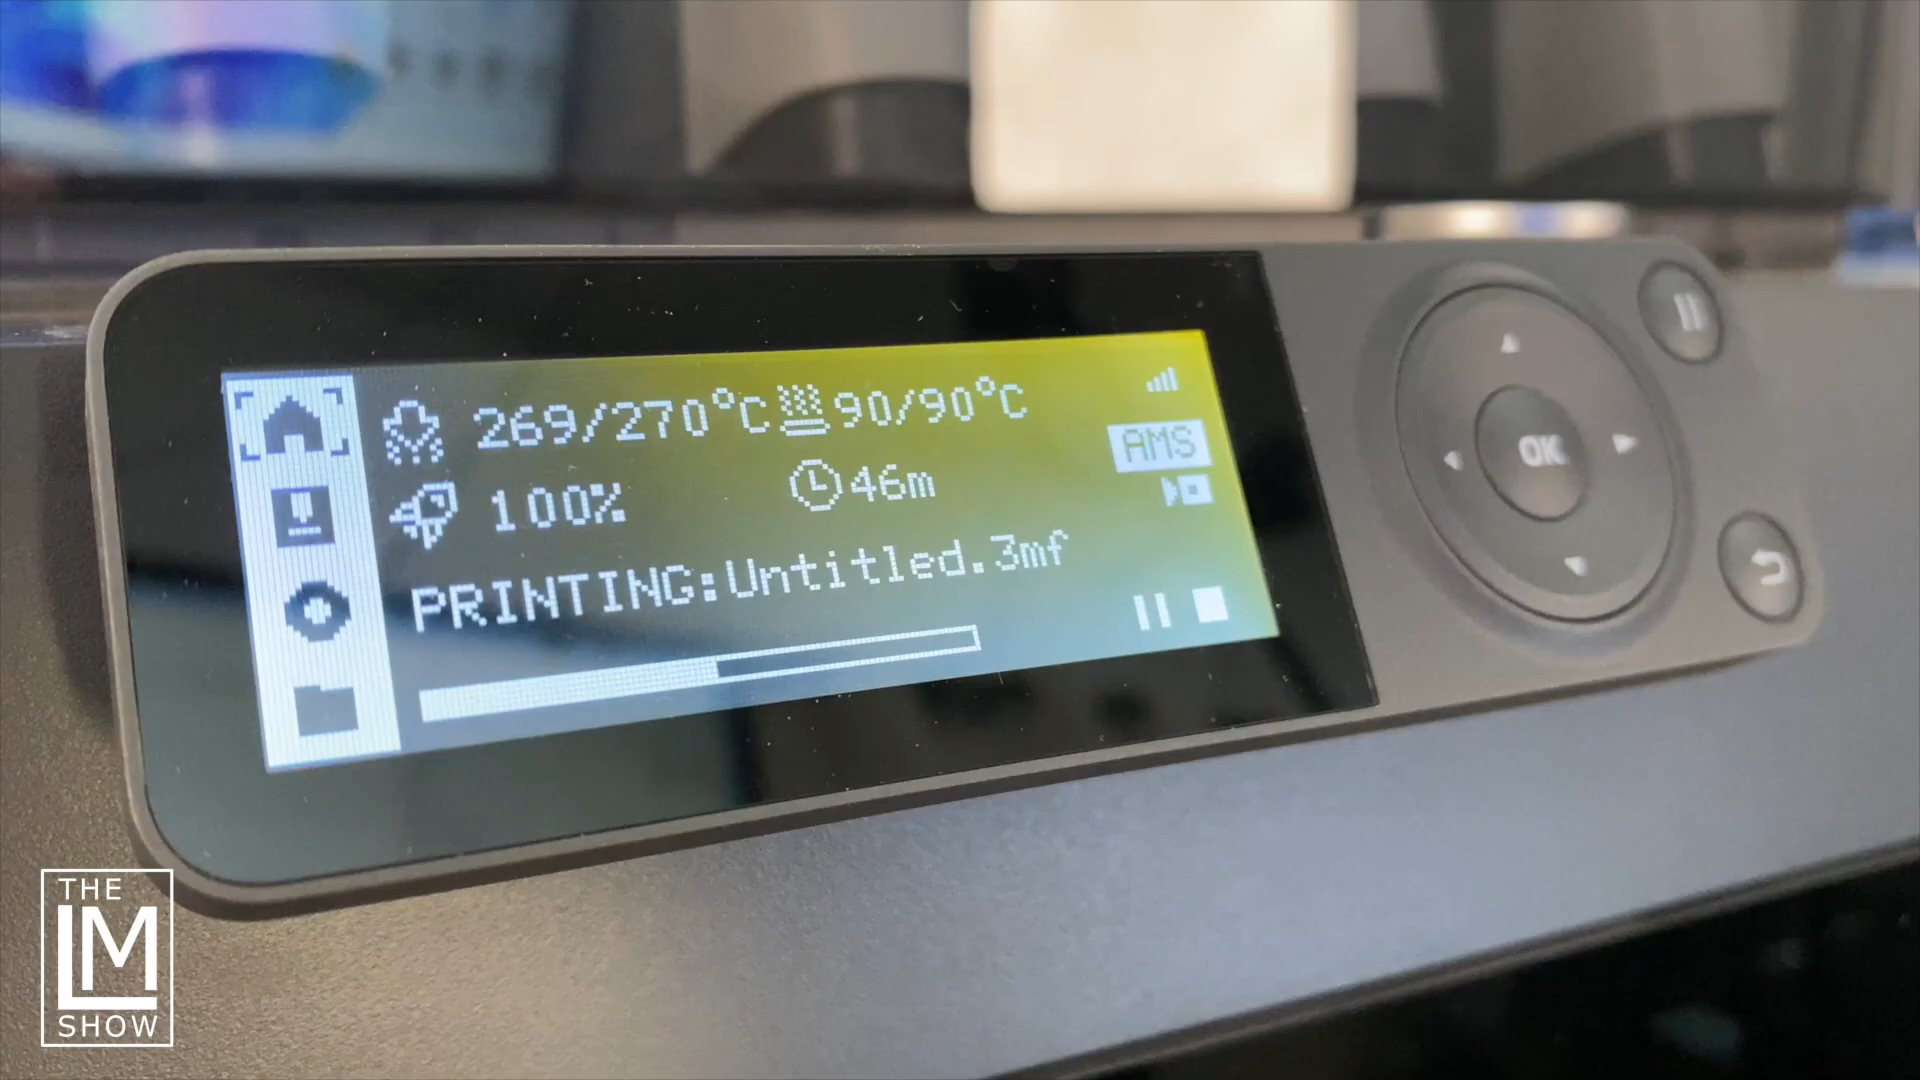 269/270°C 90/90°C
AMS
100% 46m
PRINTING:Untitled.3mf
OK
THE
LM
SHOW